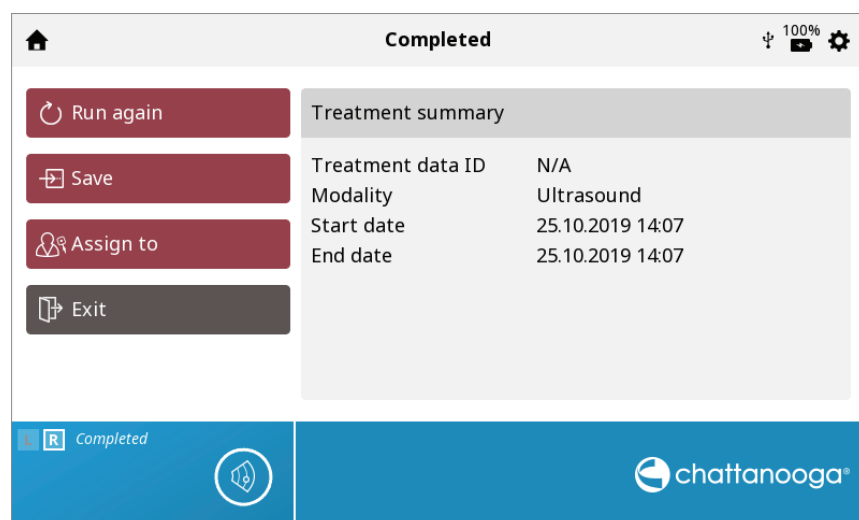 Completed
100%
Run again
Save
Assign to
Exit
Treatment summary
Treatment data ID N/A
Modality Ultrasound
Start date 25.10.2019 14:07
End date 25.10.2019 14:07
L R Completed
chattanooga®